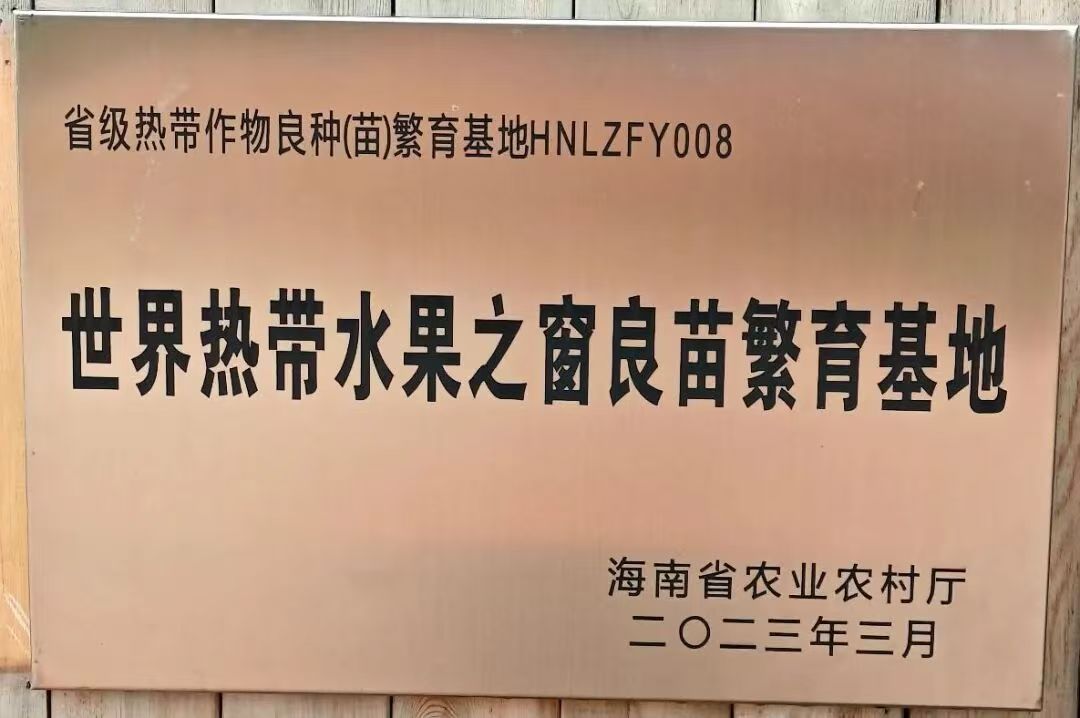 省级热带作物良种(苗)繁育基地HNLZFY008
世界热带水果之窗良苗繁育基地
海南省农业农村厅
二〇二三年三月